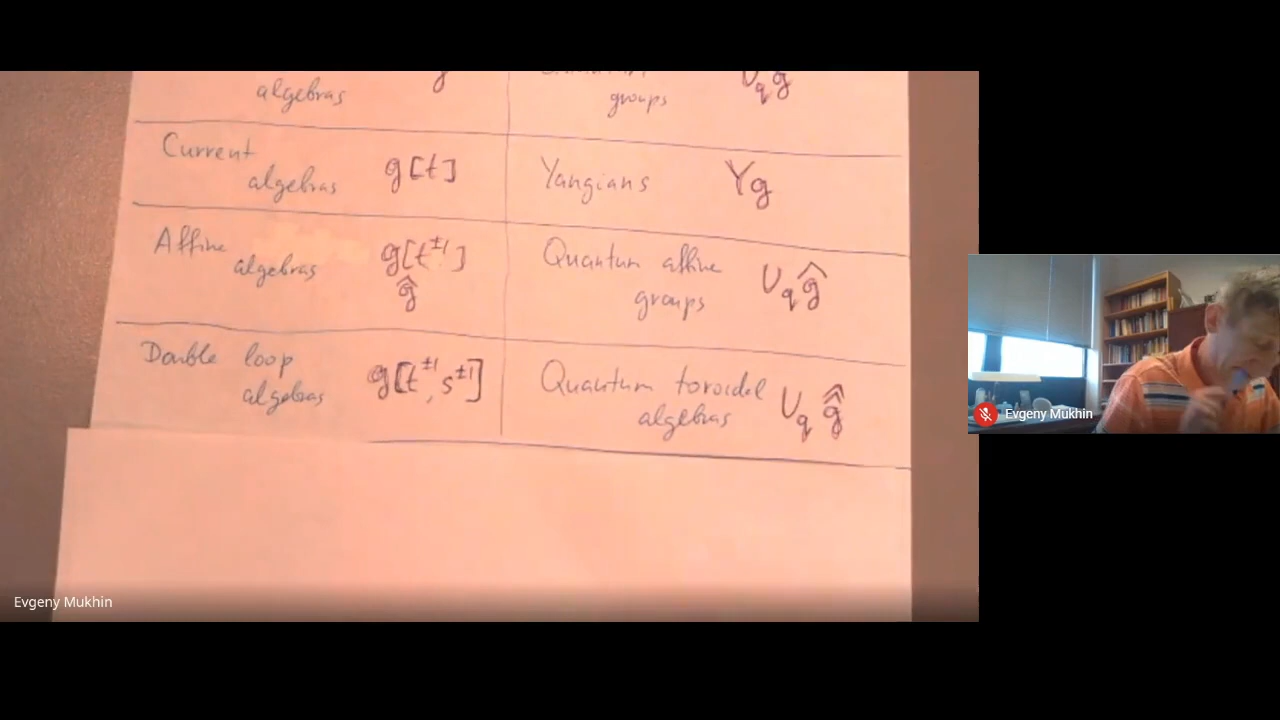 algebras g groups U_q g
Current
algebras g[t] Yangians Yg
Affine
algebras g[t^{±1}] ĝ Quantum affine
groups U_q ĝ
Double loop
algebras g[t^{±1}, s^{±1}] Quantum toroidal
algebras U_q g^^
Evgeny Mukhin
Evgeny Mukhin